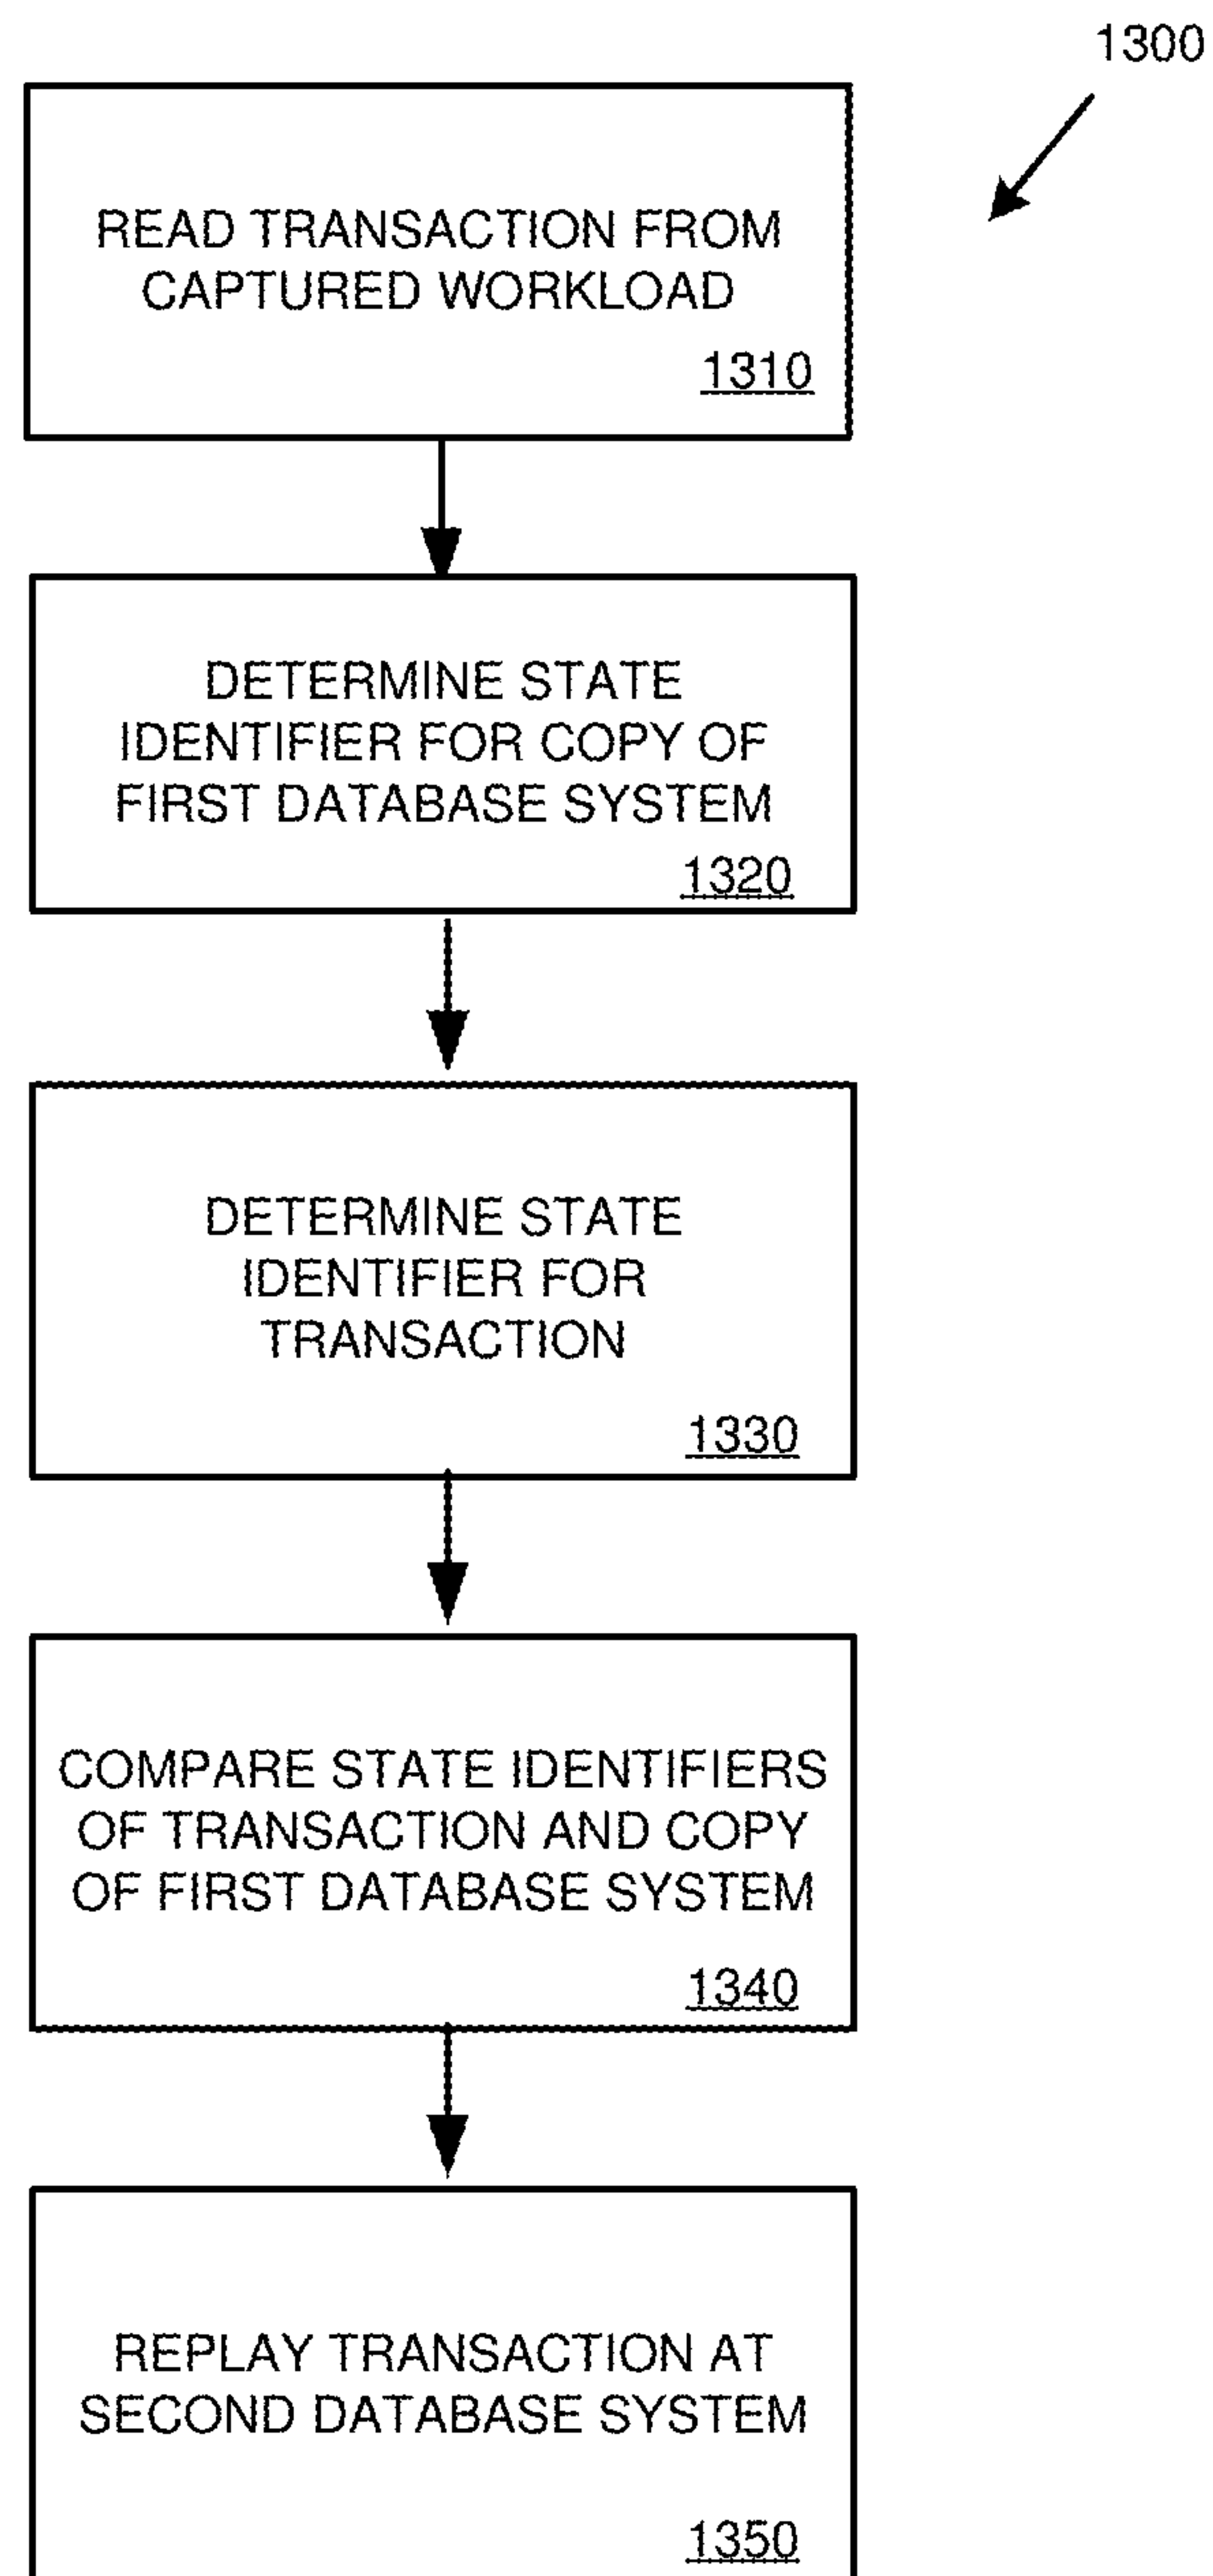 1300
READ TRANSACTION FROM
CAPTURED WORKLOAD
1310
DETERMINE STATE
IDENTIFIER FOR COPY OF
FIRST DATABASE SYSTEM
1320
DETERMINE STATE
IDENTIFIER FOR
TRANSACTION
1330
COMPARE STATE IDENTIFIERS
OF TRANSACTION AND COPY
OF FIRST DATABASE SYSTEM
1340
REPLAY TRANSACTION AT
SECOND DATABASE SYSTEM
1350